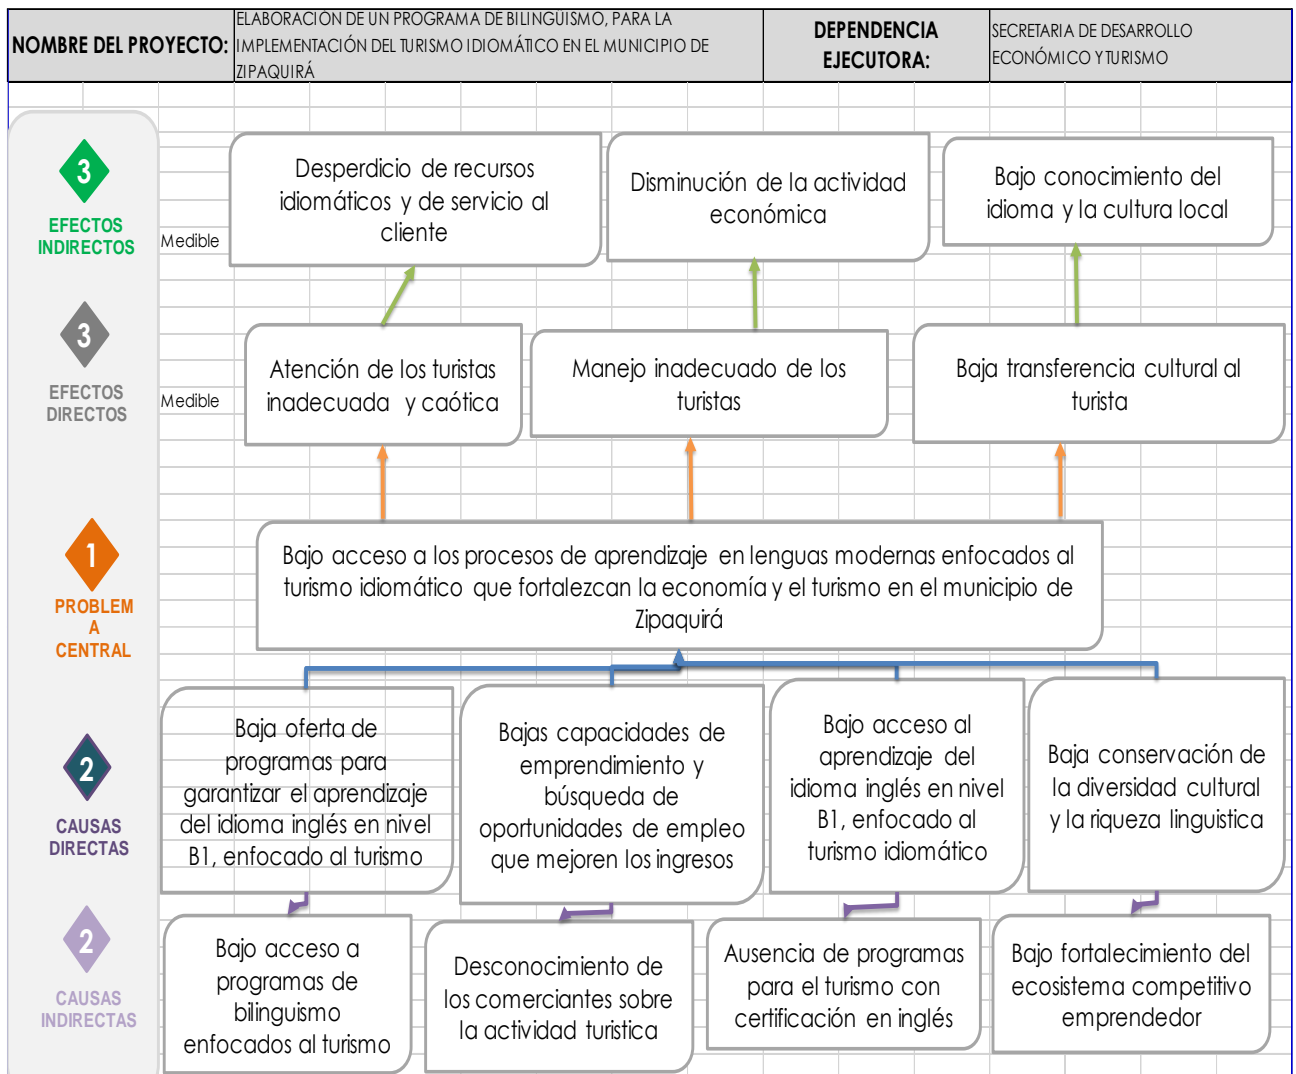 NOMBRE DEL PROYECTO:
ELABORACIÓN DE UN PROGRAMA DE BILINGÜISMO, PARA LA
IMPLEMENTACIÓN DEL TURISMO IDIOMÁTICO EN EL MUNICIPIO DE
ZIPAQUIRÁ
DEPENDENCIA
EJECUTORA:
SECRETARIA DE DESARROLLO
ECONÓMICO Y TURISMO
3
EFECTOS
INDIRECTOS
Medible
Desperdicio de recursos
idiomáticos y de servicio al
cliente
Disminución de la actividad
económica
Bajo conocimiento del
idioma y la cultura local
3
EFECTOS
DIRECTOS
Medible
Atención de los turistas
inadecuada y caótica
Manejo inadecuado de los
turistas
Baja transferencia cultural al
turista
1
PROBLEM
A
CENTRAL
Bajo acceso a los procesos de aprendizaje en lenguas modernas enfocados al
turismo idiomático que fortalezcan la economía y el turismo en el municipio de
Zipaquirá
2
CAUSAS
DIRECTAS
Baja oferta de
programas para
garantizar el aprendizaje
del idioma inglés en nivel
B1, enfocado al turismo
Bajas capacidades de
emprendimiento y
búsqueda de
oportunidades de empleo
que mejoren los ingresos
Bajo acceso al
aprendizaje del
idioma inglés en nivel
B1, enfocado al
turismo idiomático
Baja conservación de
la diversidad cultural
y la riqueza linguistica
2
CAUSAS
INDIRECTAS
Bajo acceso a
programas de
bilinguismo
enfocados al turismo
Desconocimiento de
los comerciantes sobre
la actividad turistica
Ausencia de programas
para el turismo con
certificación en inglés
Bajo fortalecimiento del
ecosistema competitivo
emprendedor